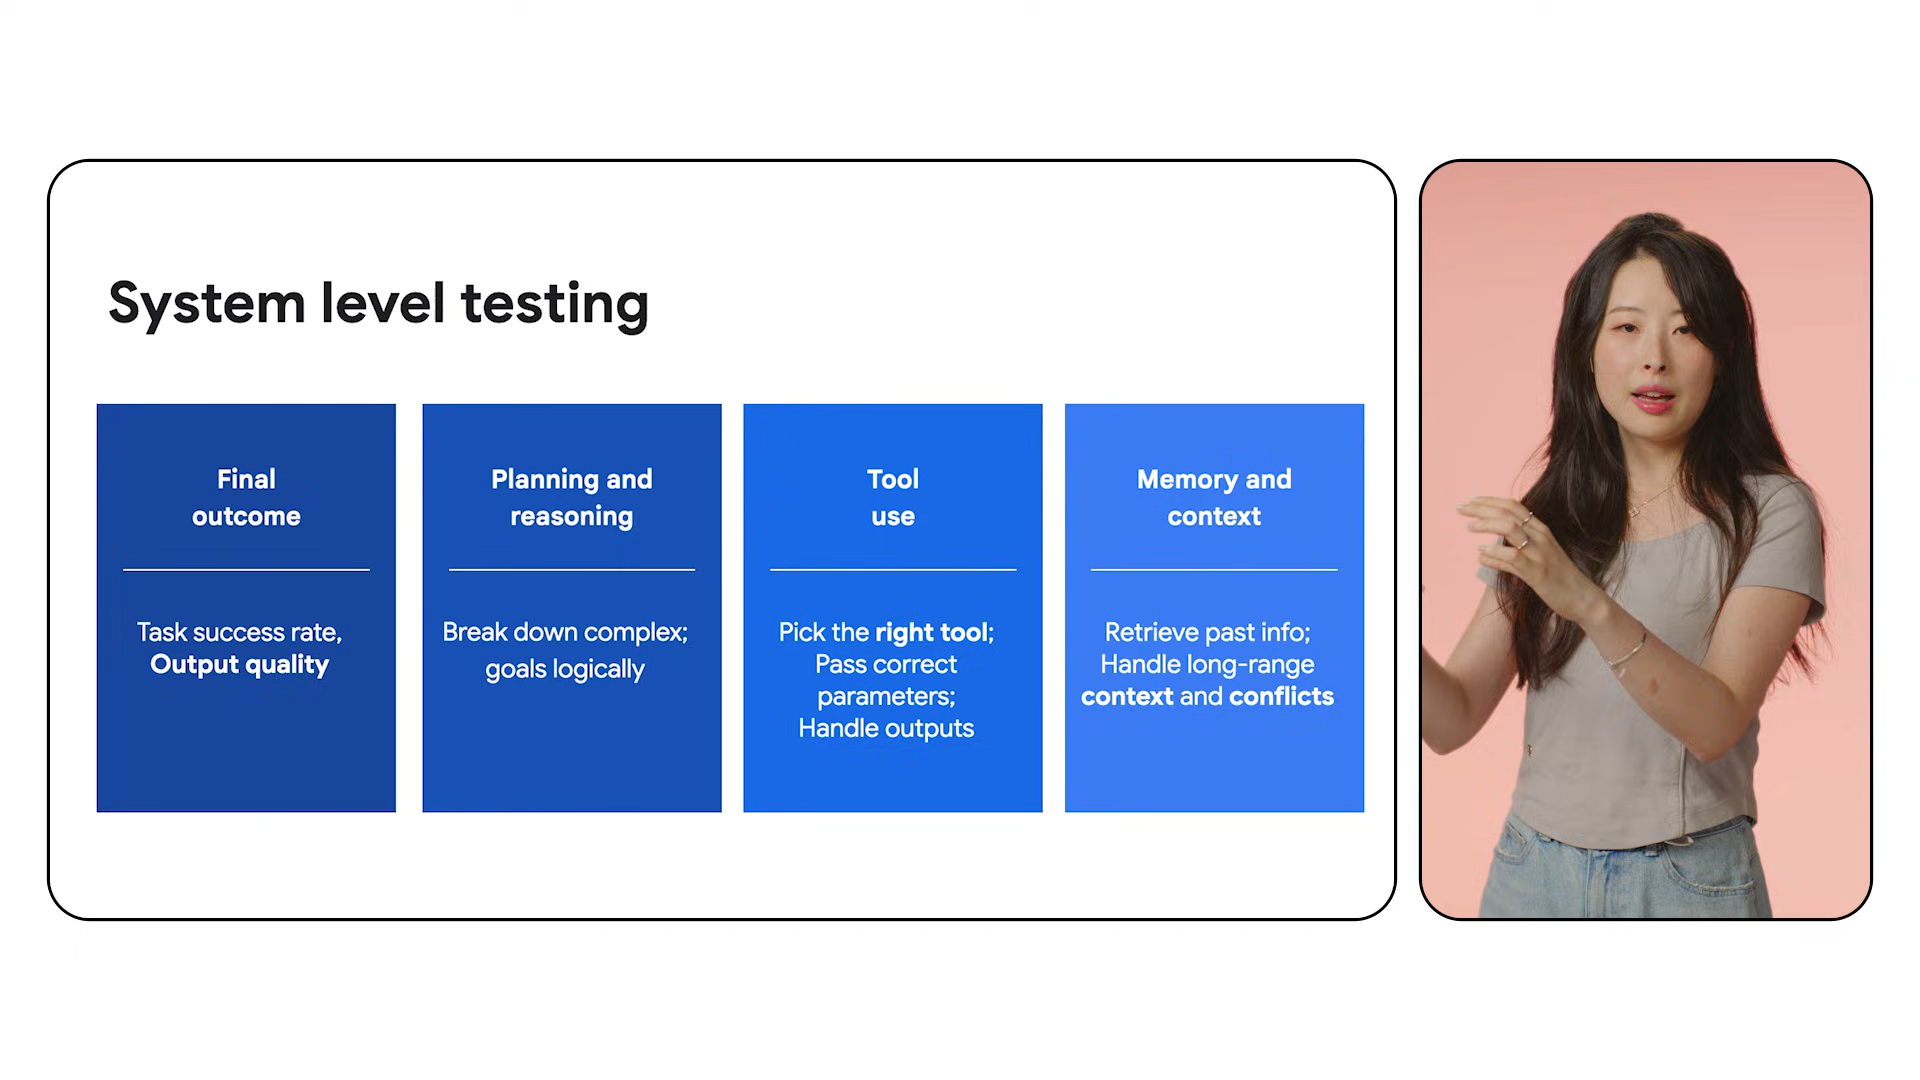 System level testing
Final
outcome
Task success rate,
Output quality
Planning and
reasoning
Break down complex;
goals logically
Tool
use
Pick the right tool;
Pass correct
parameters;
Handle outputs
Memory and
context
Retrieve past info;
Handle long-range
context and conflicts